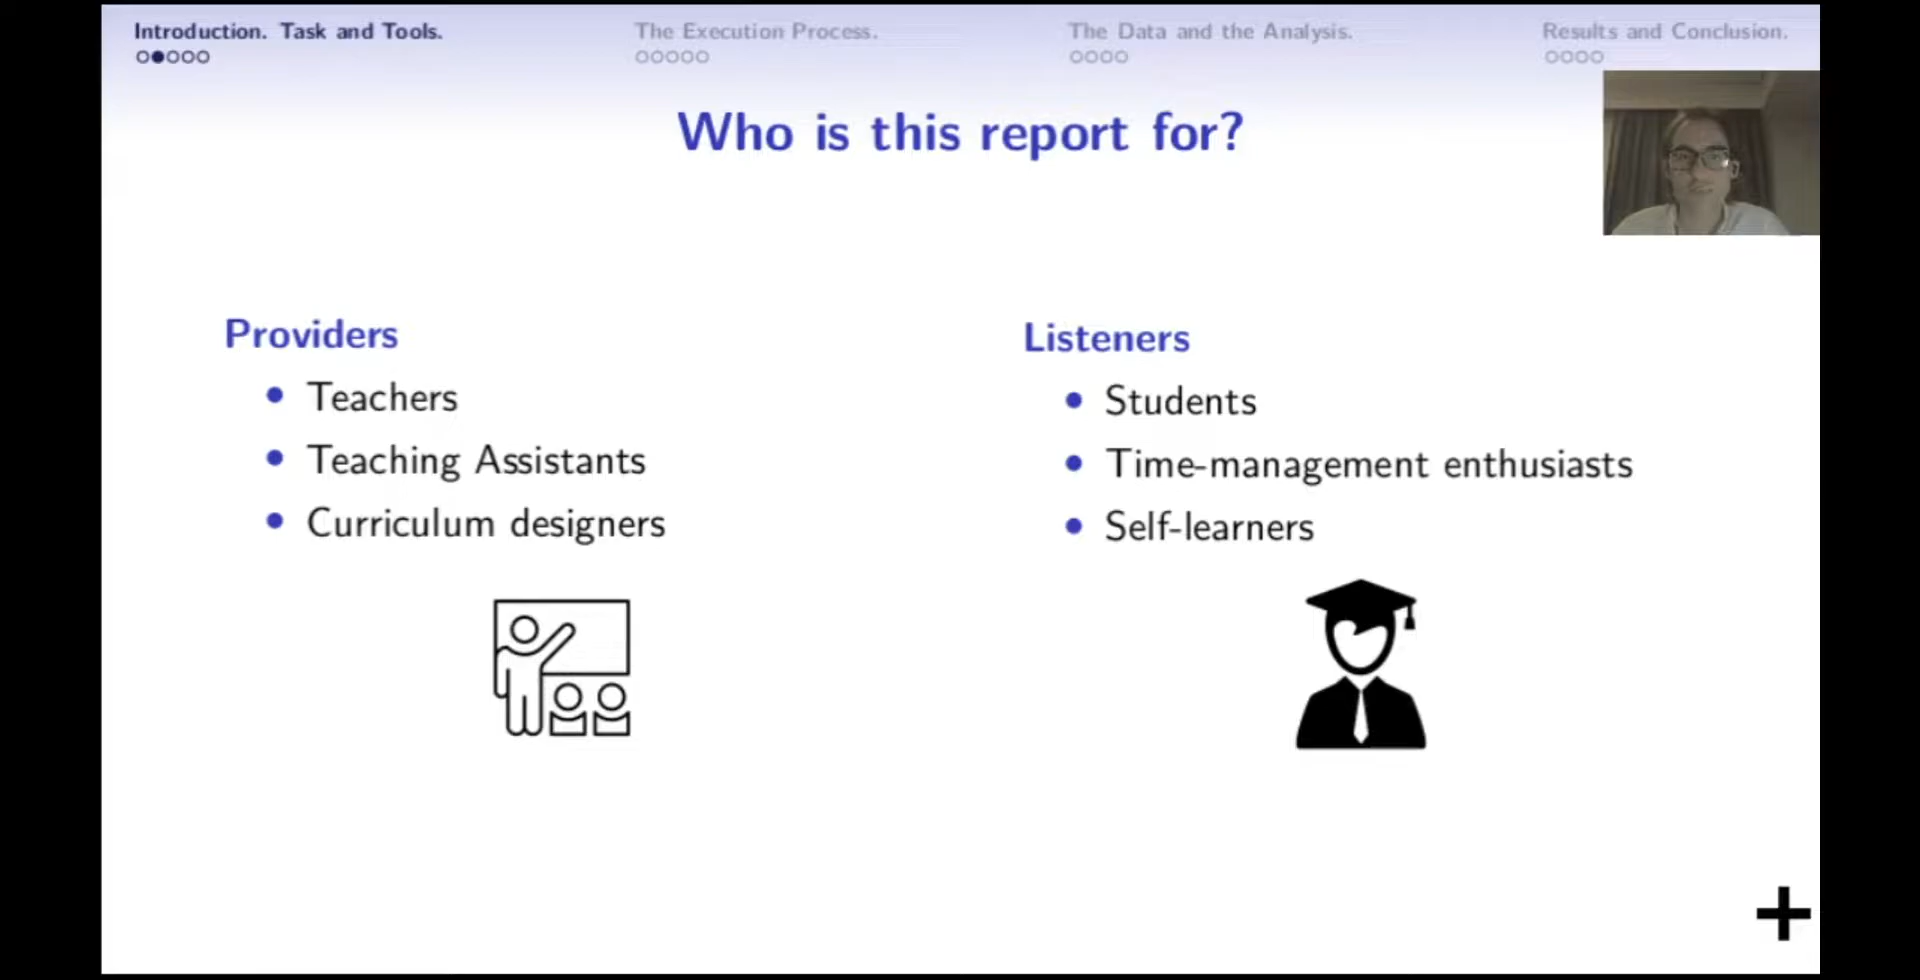 Introduction. Task and Tools.
The Execution Process.
The Data and the Analysis.
Results and Conclusion.
Who is this report for?
Providers
Teachers
Teaching Assistants
Curriculum designers
Listeners
Students
Time-management enthusiasts
Self-learners